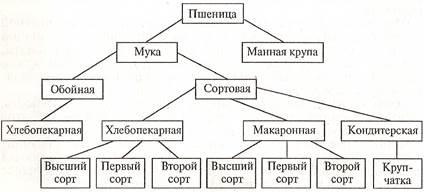 Пшеница
Мука
Манная крупа
Обойная
Сортовая
Хлебопекарная
Хлебопекарная
Макаронная
Кондитерская
Высший
сорт
Первый
сорт
Второй
сорт
Высший
сорт
Первый
сорт
Второй
сорт
Круп-
чатка